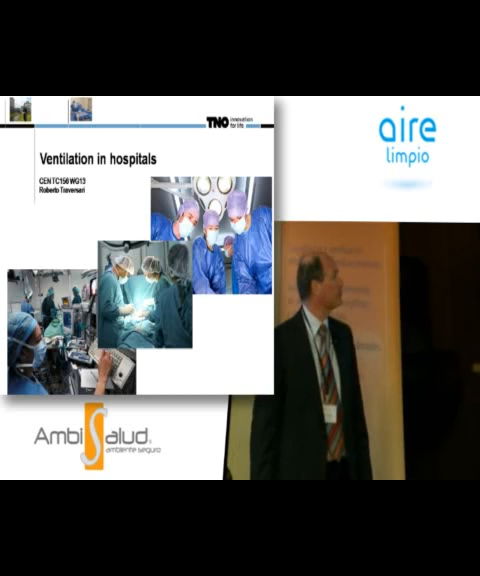 TNO innovation
for life
Ventilation in hospitals
CEN TC156 WG13
Roberto Traversari
aire
limpio
AmbiSalud
ambiente seguro